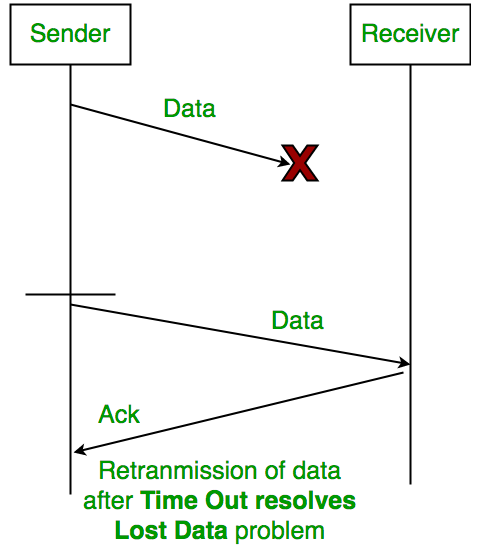 Sender
Receiver
Data
X
Data
Ack
Retranmission of data
after Time Out resolves
Lost Data problem